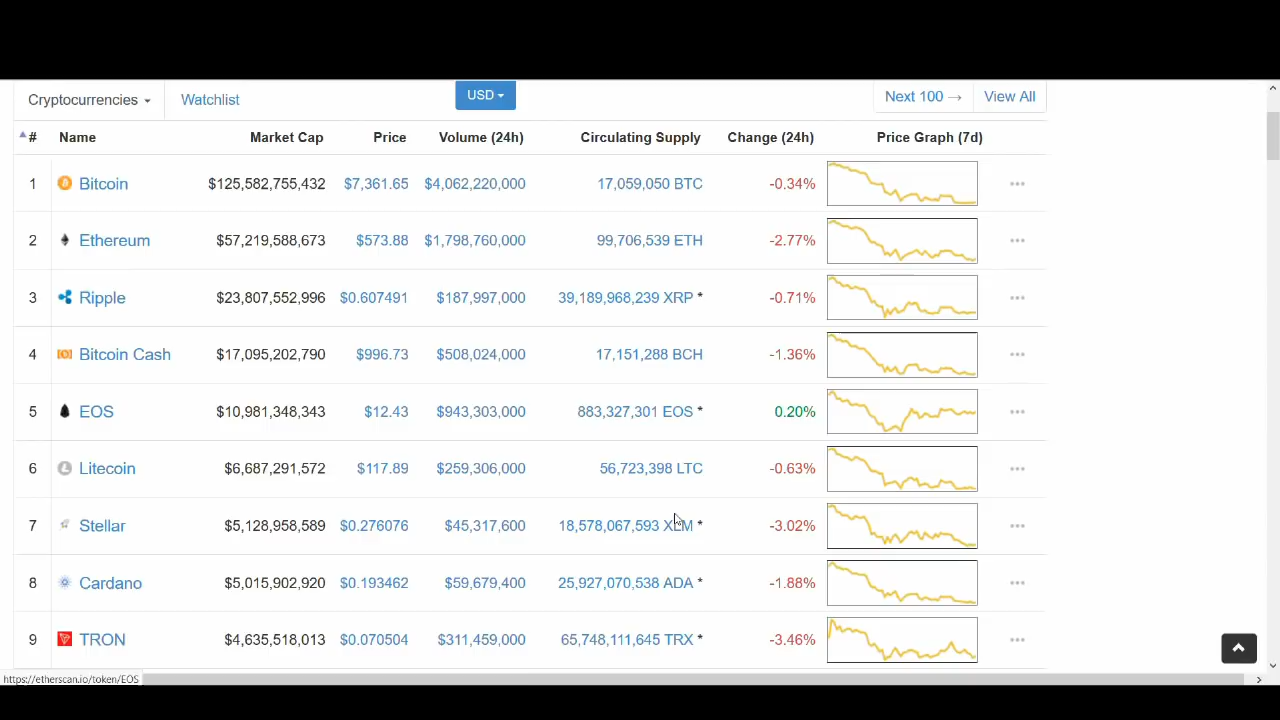 Cryptocurrencies Watchlist USD Next 100 → View All
# Name Market Cap Price Volume (24h) Circulating Supply Change (24h) Price Graph (7d)
1 Bitcoin $125,582,755,432 $7,361.65 $4,062,220,000 17,059,050 BTC -0.34%
2 Ethereum $57,219,588,673 $573.88 $1,798,760,000 99,706,539 ETH -2.77%
3 Ripple $23,807,552,996 $0.607491 $187,997,000 39,189,968,239 XRP * -0.71%
4 Bitcoin Cash $17,095,202,790 $996.73 $508,024,000 17,151,288 BCH -1.36%
5 EOS $10,981,348,343 $12.43 $943,303,000 883,327,301 EOS * 0.20%
6 Litecoin $6,687,291,572 $117.89 $259,306,000 56,723,398 LTC -0.63%
7 Stellar $5,128,958,589 $0.276076 $45,317,600 18,578,067,593 XLM * -3.02%
8 Cardano $5,015,902,920 $0.193462 $59,679,400 25,927,070,538 ADA * -1.88%
9 TRON $4,635,518,013 $0.070504 $311,459,000 65,748,111,645 TRX * -3.46%
https://etherscan.io/token/EOS